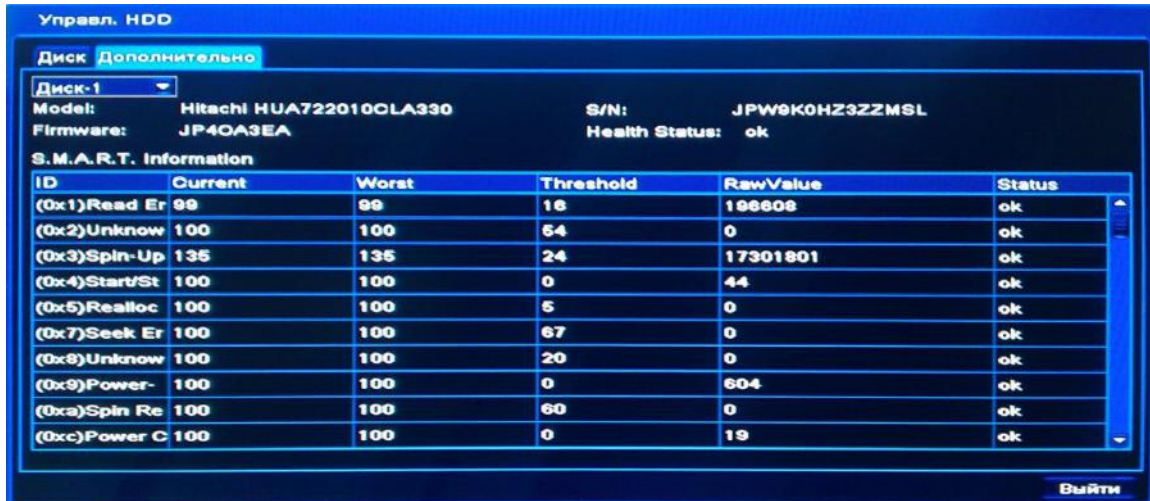 Управл. HDD
Диск Дополнительно
Диск-1
Model: Hitachi HUA722010CLA330 S/N: JPW9K0HZ3ZZMSL
Firmware: JP4OA3EA Health Status: ok
S.M.A.R.T. Information
ID Current Worst Threshold RawValue Status
(0x1)Read Er 99 99 16 196608 ok
(0x2)Unknow 100 100 54 0 ok
(0x3)Spin-Up 135 135 24 17301801 ok
(0x4)Start/St 100 100 0 44 ok
(0x5)Realloc 100 100 5 0 ok
(0x7)Seek Er 100 100 67 0 ok
(0x8)Unknow 100 100 20 0 ok
(0x9)Power- 100 100 0 604 ok
(0xa)Spin Re 100 100 60 0 ok
(0xc)Power C 100 100 0 19 ok
Выйти